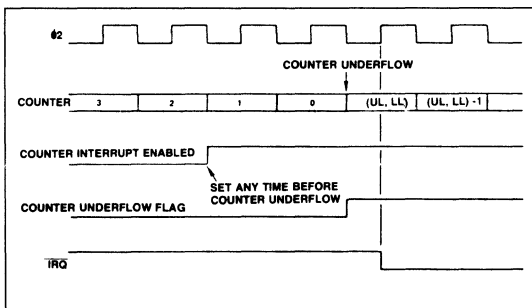 ϕ2
COUNTER UNDERFLOW
COUNTER 3 2 1 0 (UL, LL) (UL, LL) -1
COUNTER INTERRUPT ENABLED
SET ANY TIME BEFORE
COUNTER UNDERFLOW
COUNTER UNDERFLOW FLAG
IRQ